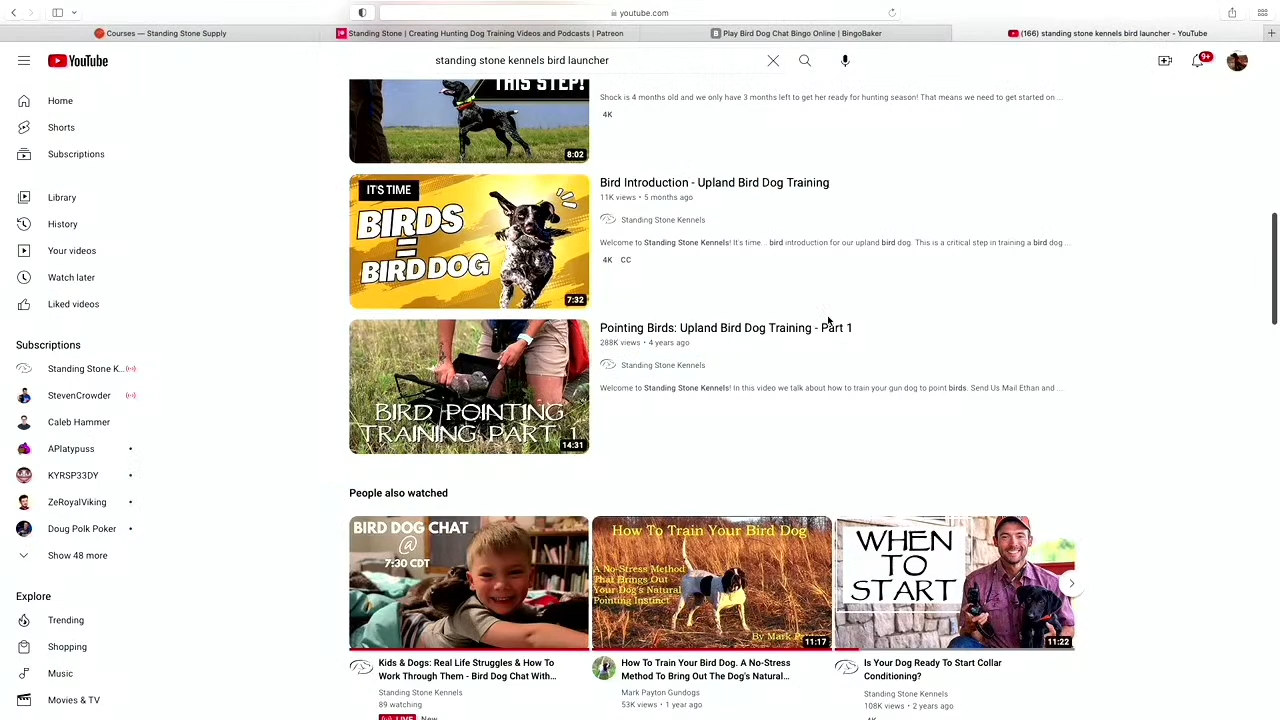 youtube.com
Courses — Standing Stone Supply
Standing Stone | Creating Hunting Dog Training Videos and Podcasts | Patreon
B Play Bird Dog Chat Bingo Online | BingoBaker
(166) standing stone kennels bird launcher - YouTube
YouTube
standing stone kennels bird launcher
9+
Home
Shorts
Subscriptions
Library
History
Your videos
Watch later
Liked videos
Subscriptions
Standing Stone K...
StevenCrowder
Caleb Hammer
APlatypuss
KYRSP33DY
ZeRoyalViking
Doug Polk Poker
Show 48 more
Explore
Trending
Shopping
Music
Movies & TV
THIS STEP!
8:02
Shock is 4 months old and we only have 3 months left to get her ready for hunting season! That means we need to get started on ...
4K
IT'S TIME
BIRDS
=
BIRD DOG
7:32
Bird Introduction - Upland Bird Dog Training
11K views • 5 months ago
Standing Stone Kennels
Welcome to Standing Stone Kennels! It's time ... bird introduction for our upland bird dog. This is a critical step in training a bird dog ...
4K CC
BIRD POINTING
TRAINING PART 1
14:31
Pointing Birds: Upland Bird Dog Training - Part 1
288K views • 4 years ago
Standing Stone Kennels
Welcome to Standing Stone Kennels! In this video we talk about how to train your gun dog to point birds. Send Us Mail Ethan and ...
People also watched
BIRD DOG CHAT
@
7:30 CDT
Kids & Dogs: Real Life Struggles & How To
Work Through Them - Bird Dog Chat With...
Standing Stone Kennels
89 watching
LIVE New
How To Train Your Bird Dog
A No-Stress Method
That Brings Out
Your Dog's Natural
Pointing Instinct
11:17
How To Train Your Bird Dog. A No-Stress
Method To Bring Out The Dog's Natural...
Mark Payton Gundogs
53K views • 1 year ago
WHEN
TO
START
11:22
Is Your Dog Ready To Start Collar
Conditioning?
Standing Stone Kennels
108K views • 2 years ago
4K